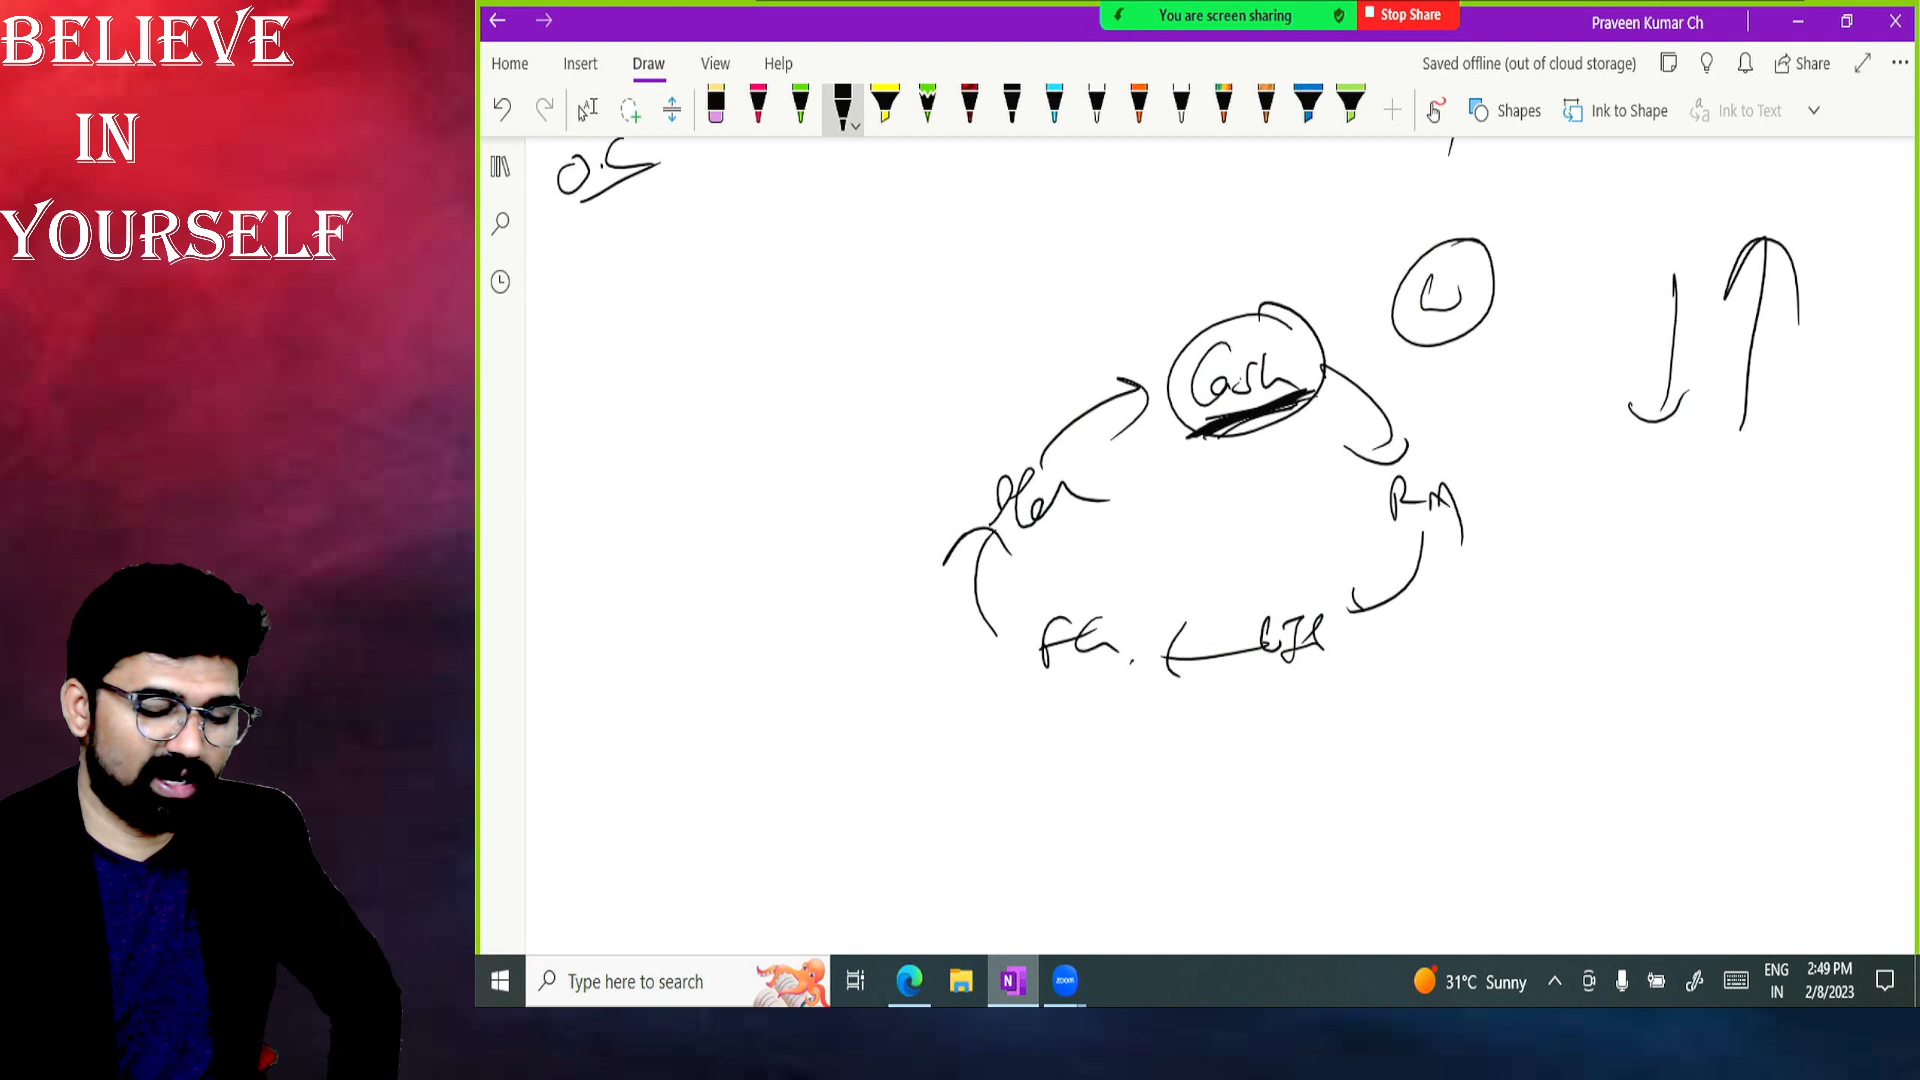 BELIEVE
IN
YOURSELF
You are screen sharing
Stop Share
Praveen Kumar Ch
Home Insert Draw View Help
Saved offline (out of cloud storage)
Share
Shapes
Ink to Shape
Ink to Text
O.C
Cash
RM
FG.
Type here to search
zoom
31°C Sunny
ENG
IN
2:49 PM
2/8/2023